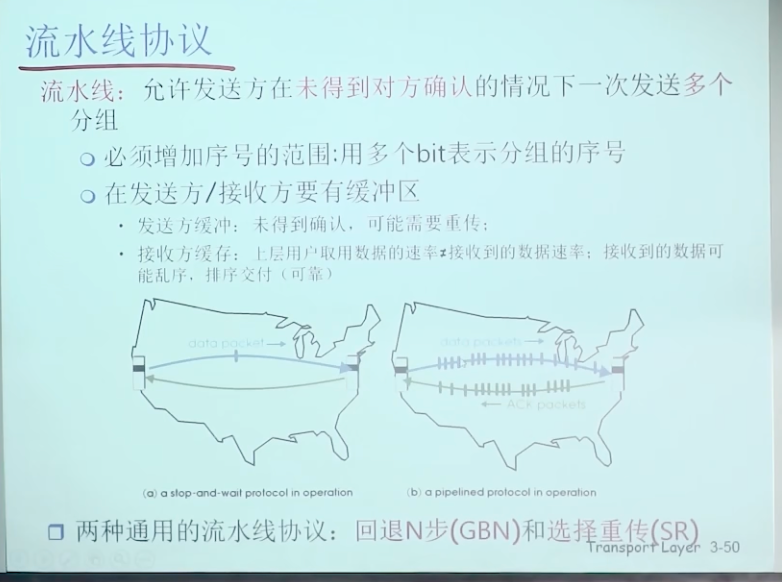 流水线协议
流水线：允许发送方在未得到对方确认的情况下一次发送多个
分组
必须增加序号的范围:用多个bit表示分组的序号
在发送方/接收方要有缓冲区
· 发送方缓冲：未得到确认，可能需要重传；
· 接收方缓存：上层用户取用数据的速率≠接收到的数据速率；接收到的数据可
能乱序，排序交付（可靠）
data packet
data packets
ACK packets
(a) a stop-and-wait protocol in operation
(b) a pipelined protocol in operation
两种通用的流水线协议：回退N步(GBN)和选择重传(SR)
Transport Layer 3-50